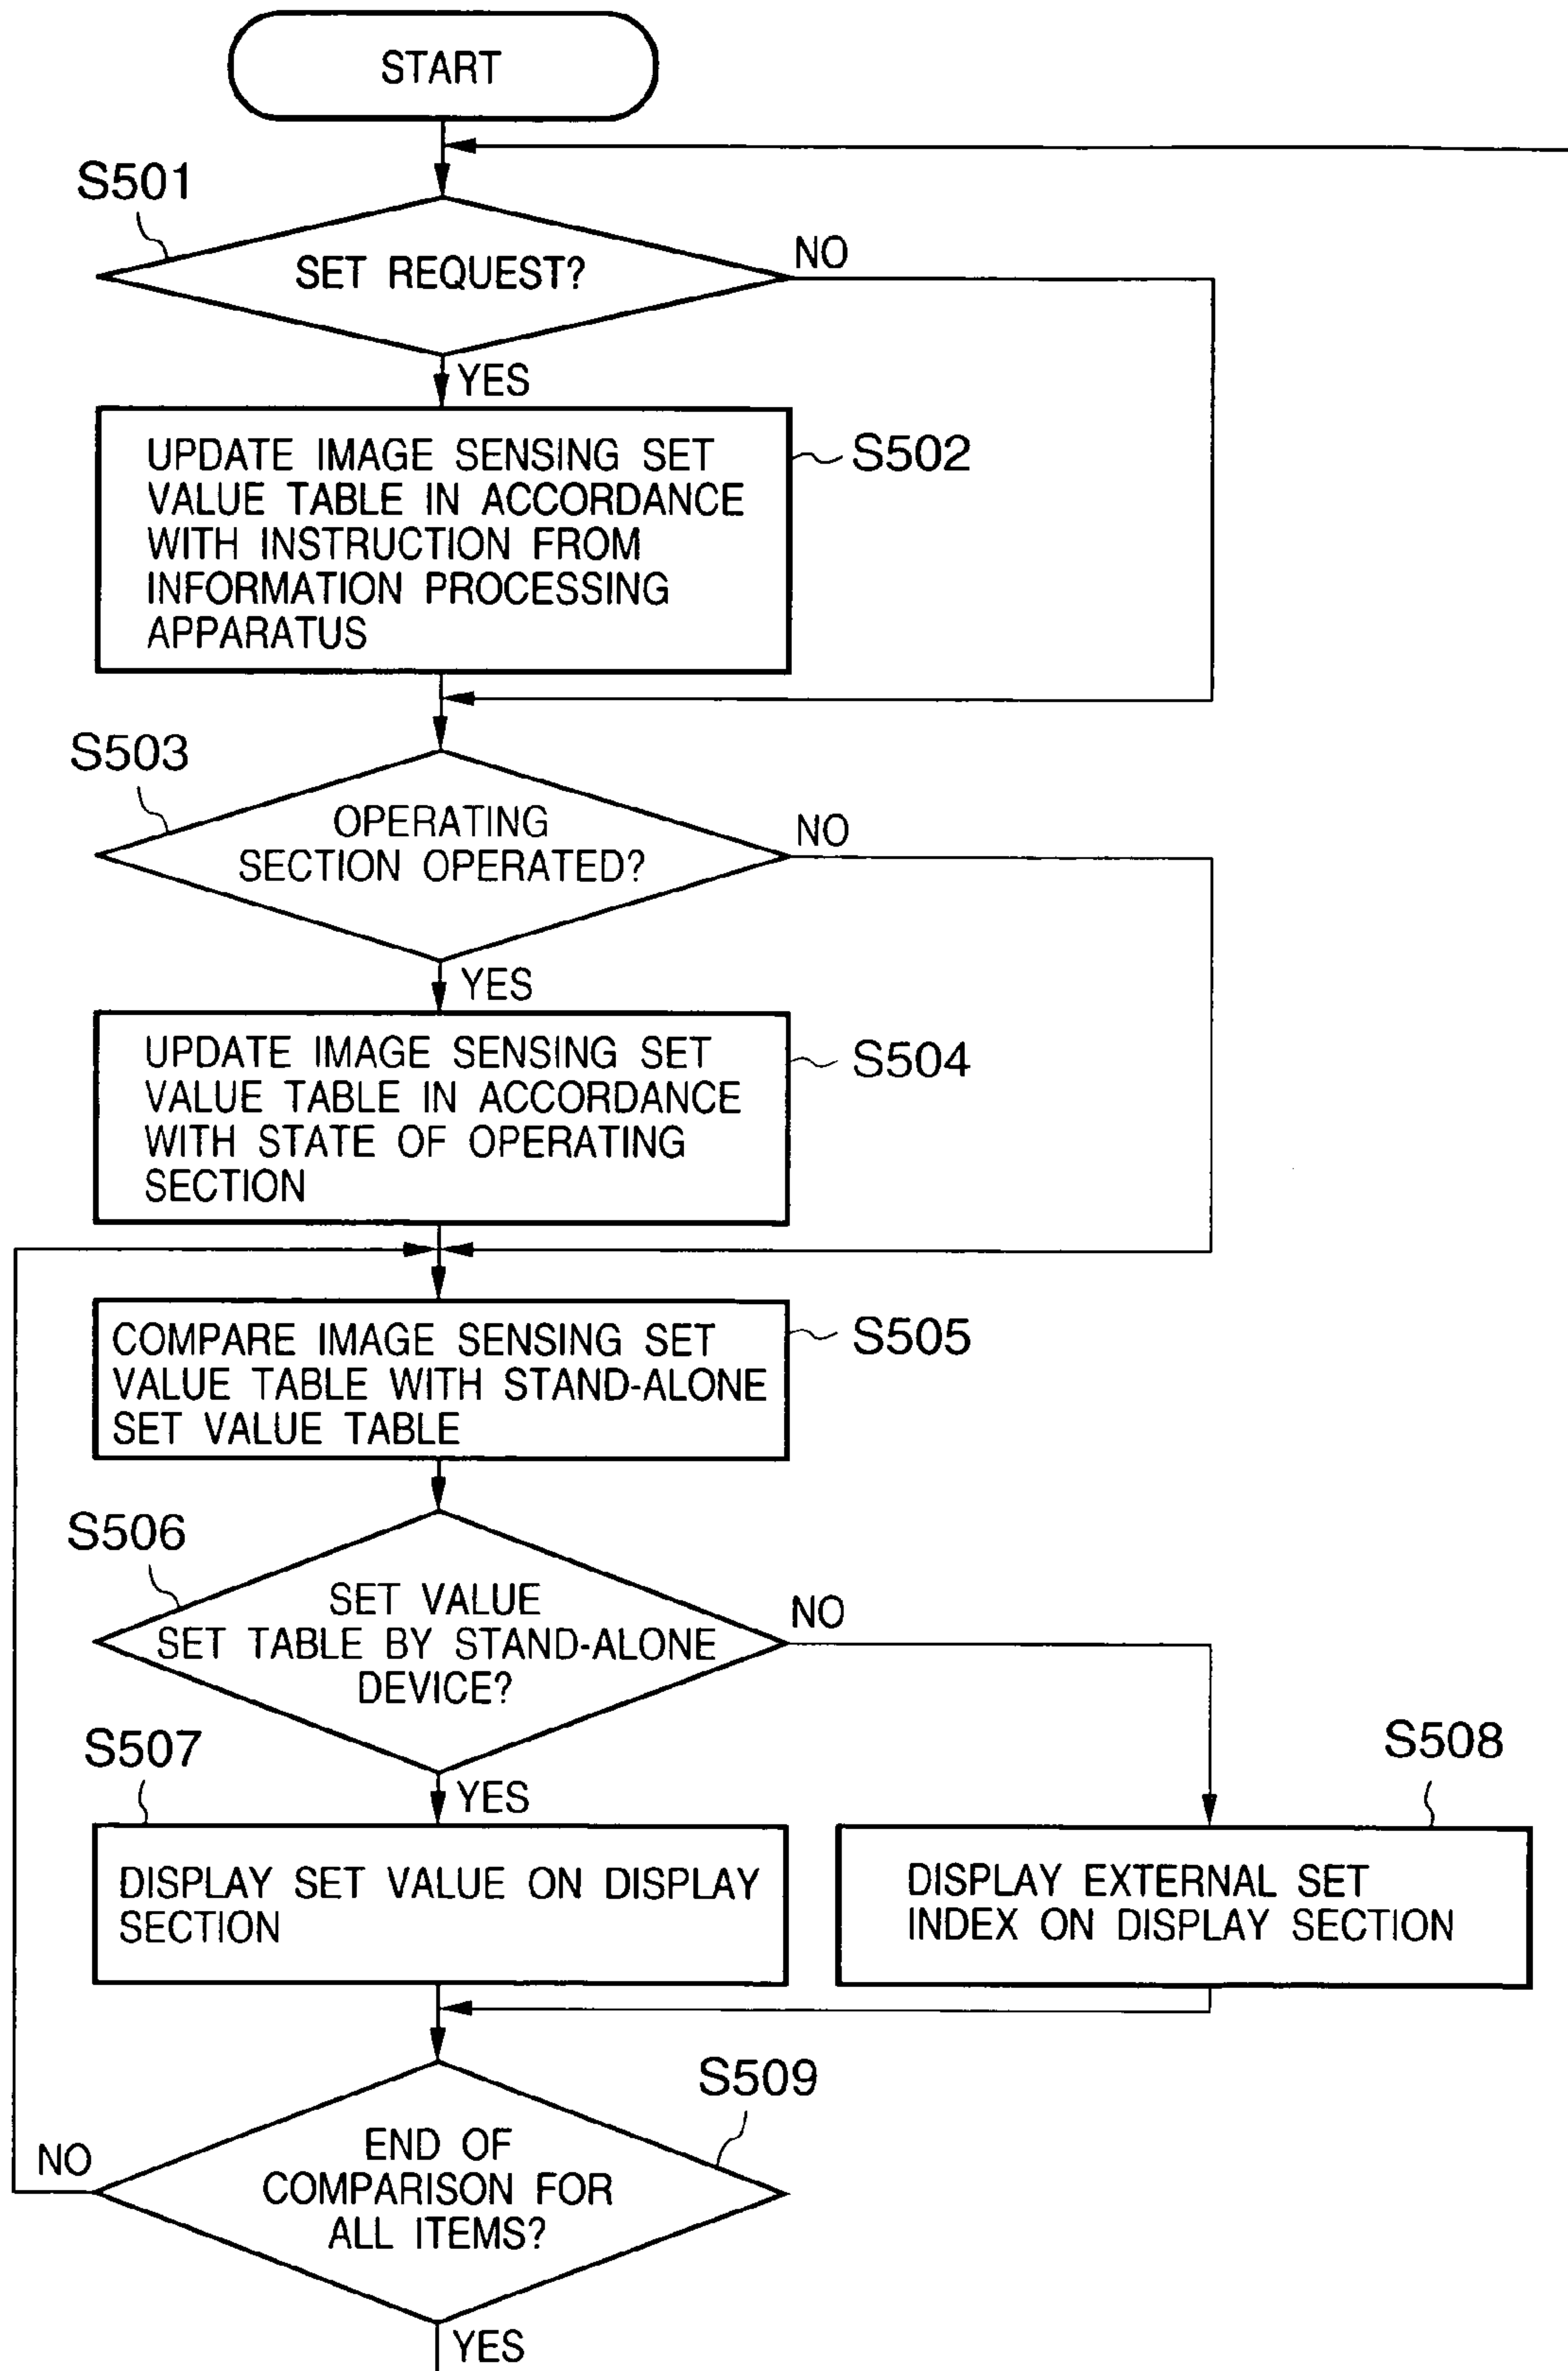 START
S501
SET REQUEST?
NO
YES
UPDATE IMAGE SENSING SET
VALUE TABLE IN ACCORDANCE
WITH INSTRUCTION FROM
INFORMATION PROCESSING
APPARATUS
S502
S503
OPERATING
SECTION OPERATED?
NO
YES
UPDATE IMAGE SENSING SET
VALUE TABLE IN ACCORDANCE
WITH STATE OF OPERATING
SECTION
S504
COMPARE IMAGE SENSING SET
VALUE TABLE WITH STAND-ALONE
SET VALUE TABLE
S505
S506
SET VALUE
SET TABLE BY STAND-ALONE
DEVICE?
NO
YES
S507
DISPLAY SET VALUE ON DISPLAY
SECTION
S508
DISPLAY EXTERNAL SET
INDEX ON DISPLAY SECTION
S509
END OF
COMPARISON FOR
ALL ITEMS?
NO
YES